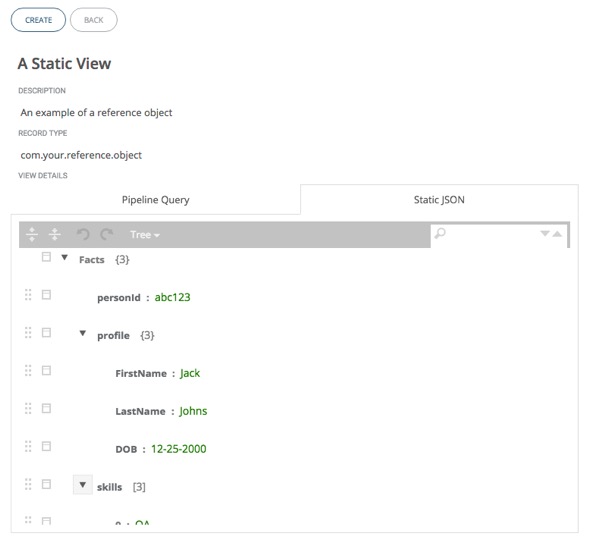 CREATE BACK
A Static View
DESCRIPTION
An example of a reference object
RECORD TYPE
com.your.reference.object
VIEW DETAILS
Pipeline Query Static JSON
Tree
Facts {3}
personId : abc123
profile {3}
FirstName : Jack
LastName : Johns
DOB : 12-25-2000
skills [3]
0 : QA